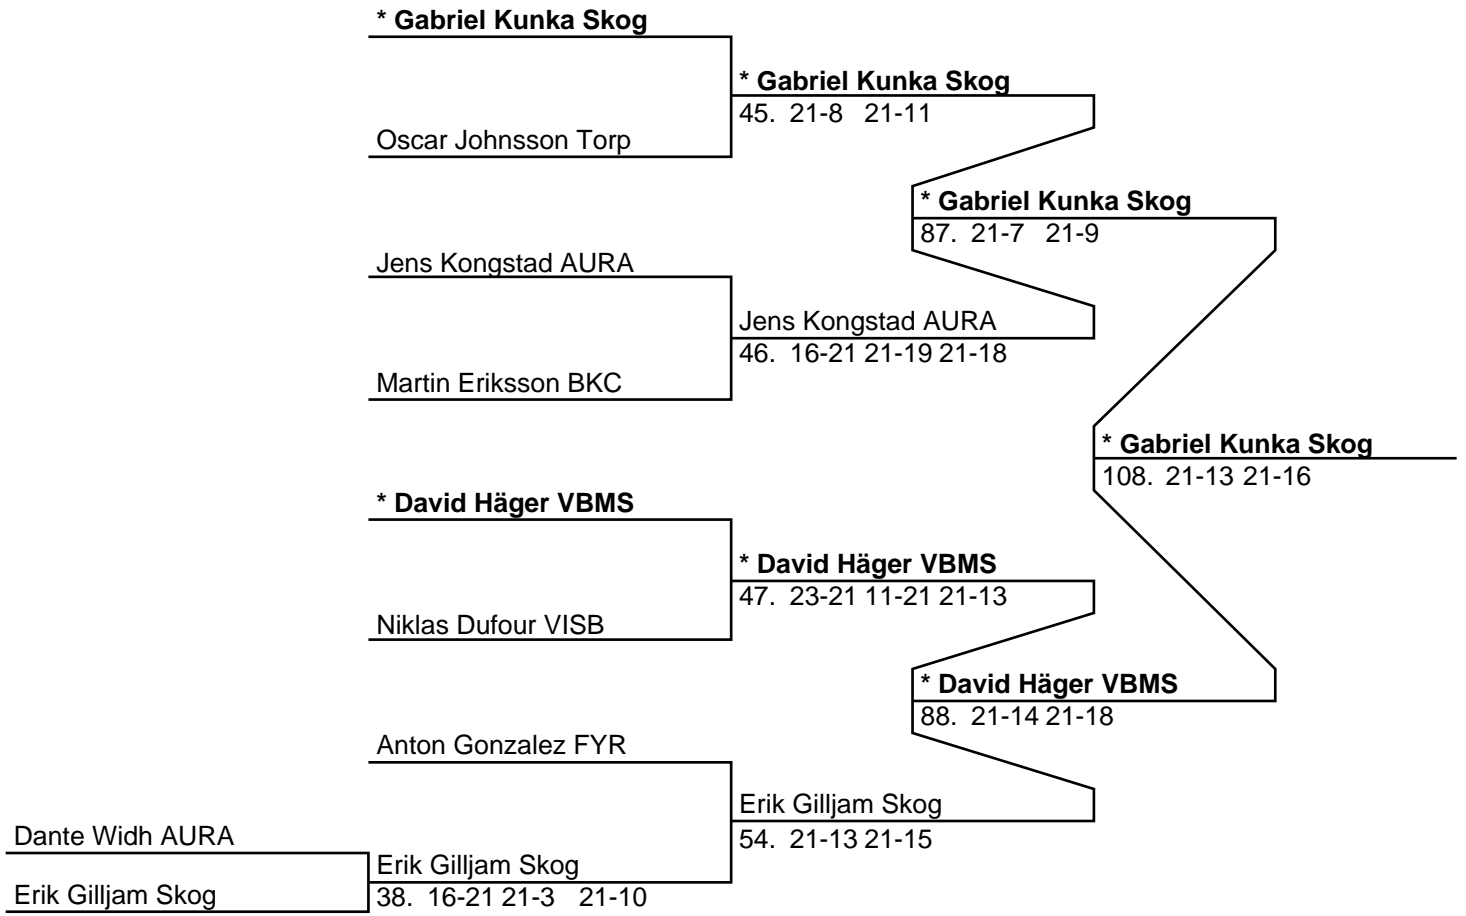 * Gabriel Kunka Skog
* Gabriel Kunka Skog
45. 21-8 21-11
Oscar Johnsson Torp
* Gabriel Kunka Skog
87. 21-7 21-9
Jens Kongstad AURA
Jens Kongstad AURA
46. 16-21 21-19 21-18
Martin Eriksson BKC
* Gabriel Kunka Skog
108. 21-13 21-16
* David Häger VBMS
* David Häger VBMS
47. 23-21 11-21 21-13
Niklas Dufour VISB
* David Häger VBMS
88. 21-14 21-18
Anton Gonzalez FYR
Erik Gilljam Skog
54. 21-13 21-15
Dante Widh AURA
Erik Gilljam Skog
38. 16-21 21-3 21-10
Erik Gilljam Skog